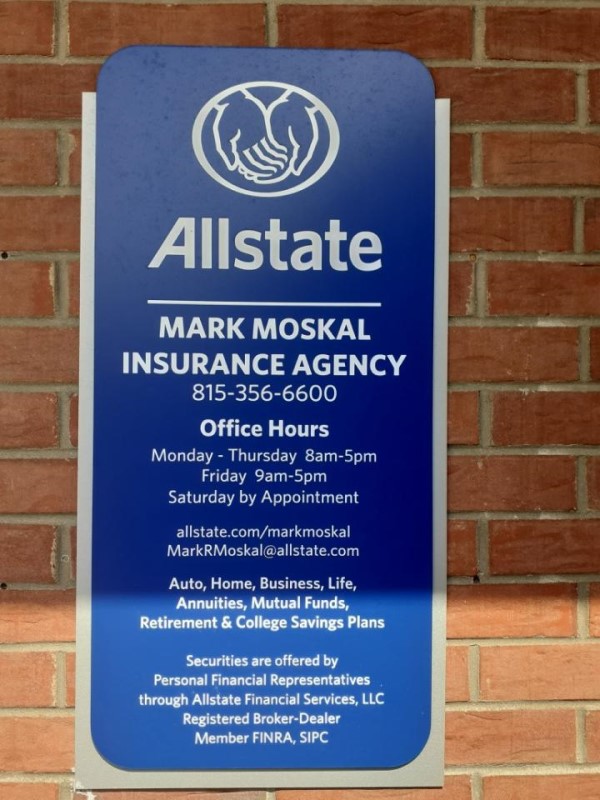 Allstate
MARK MOSKAL
INSURANCE AGENCY
815-356-6600
Office Hours
Monday - Thursday 8am-5pm
Friday 9am-5pm
Saturday by Appointment
allstate.com/markmoskal
MarkRMoskal@allstate.com
Auto, Home, Business, Life,
Annuities, Mutual Funds,
Retirement & College Savings Plans
Securities are offered by
Personal Financial Representatives
through Allstate Financial Services, LLC
Registered Broker-Dealer
Member FINRA, SIPC